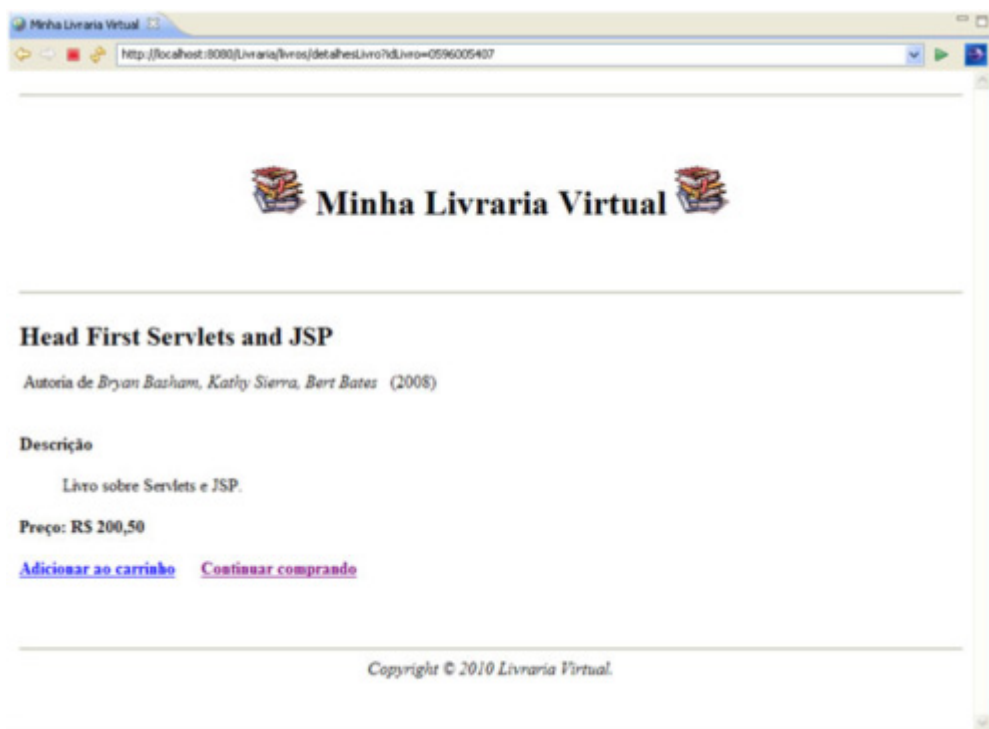 Minha Livraria Virtual
http://localhost:8080/Livraria/livros/detalhesLivro?idLivro=0596005407
Minha Livraria Virtual
Head First Servlets and JSP
Autoria de Bryan Basham, Kathy Sierra, Bert Bates (2008)
Descrição
Livro sobre Servlets e JSP.
Preço: R$ 200,50
Adicionar ao carrinho Continuar comprando
Copyright © 2010 Livraria Virtual.